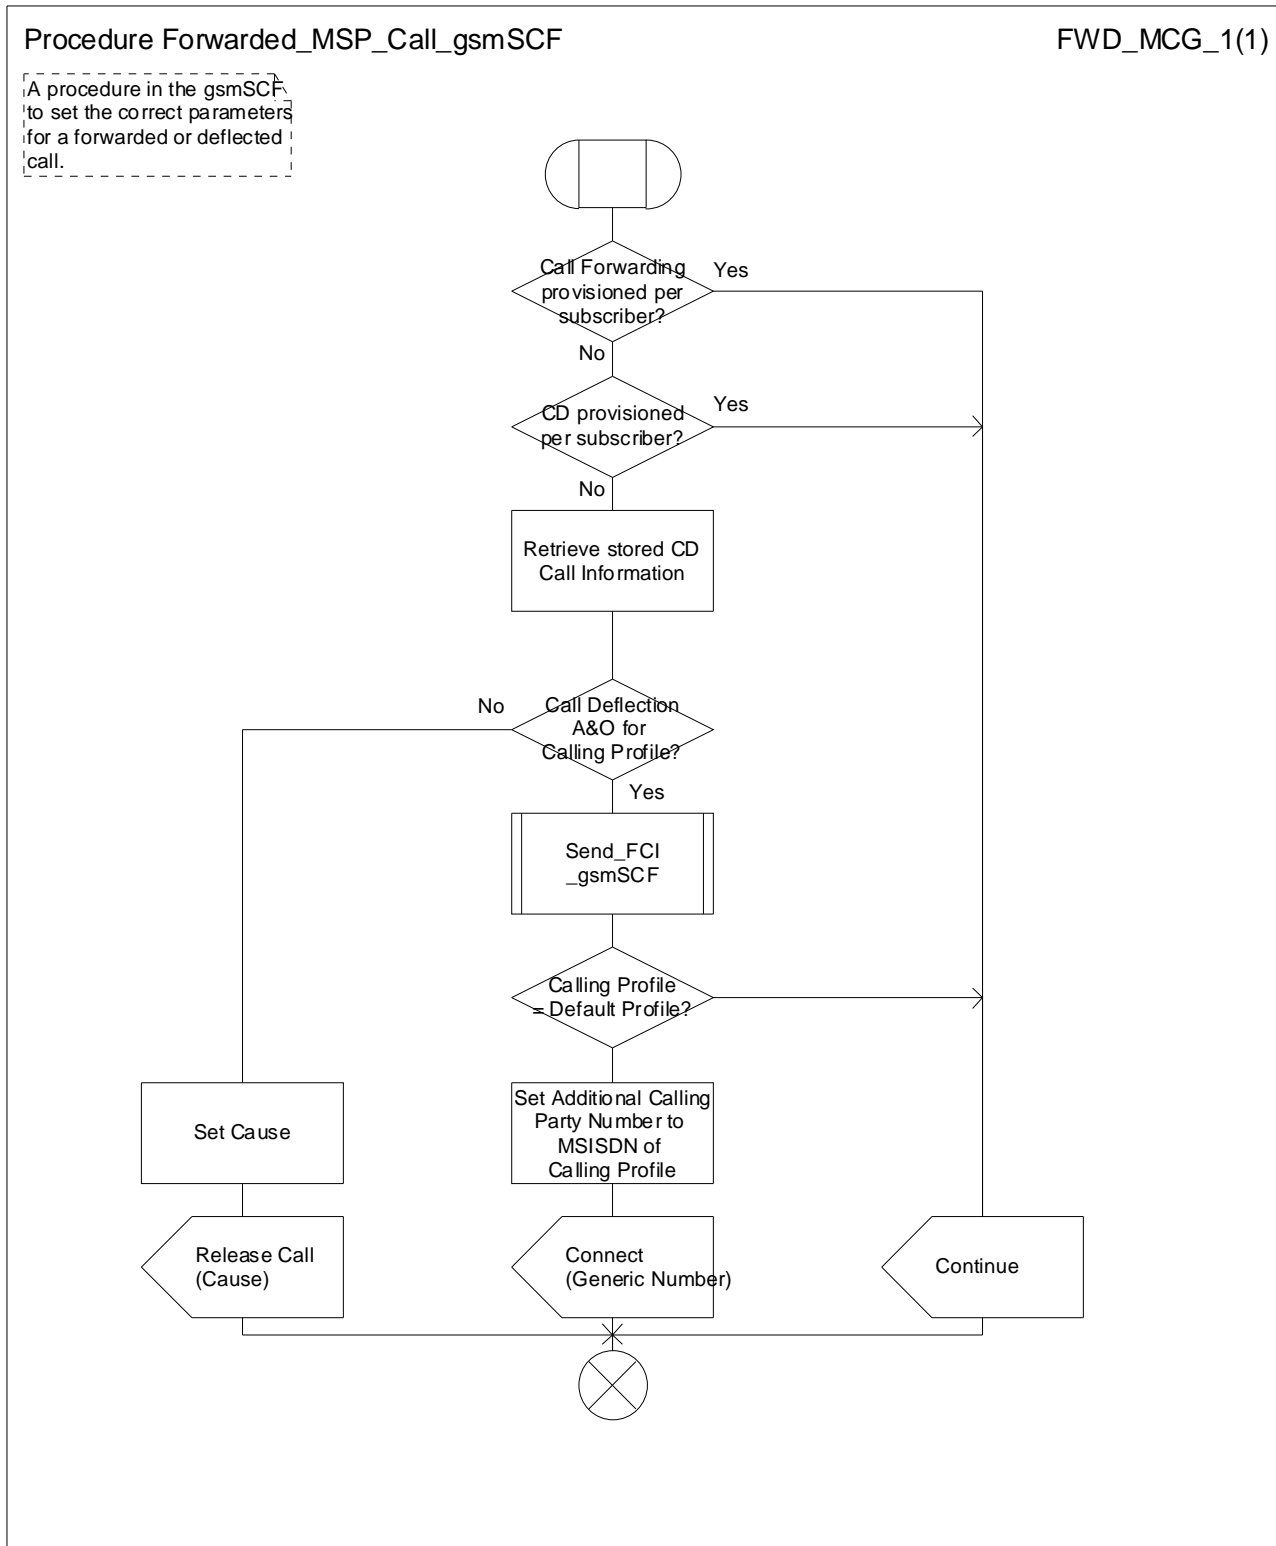 Procedure Forwarded_MSP_Call_gsmSCF
FWD_MCG_1(1)
A procedure in the gsmSCF
to set the correct parameters
for a forwarded or deflected
call.
Call Forwarding
provisioned per
subscriber?
Yes
No
CD provisioned
per subscriber?
Yes
No
Retrieve stored CD
Call Information
No
Call Deflection
A&O for
Calling Profile?
Yes
Send_FCI
_gsmSCF
Calling Profile
= Default Profile?
Set Cause
Set Additional Calling
Party Number to
MSISDN of
Calling Profile
Release Call
(Cause)
Connect
(Generic Number)
Continue